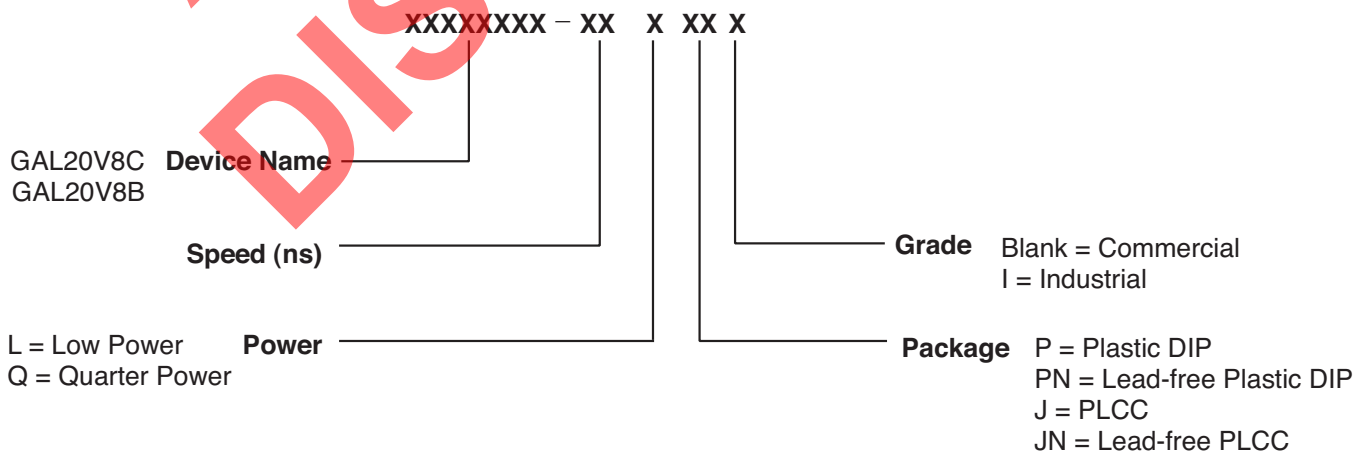 XXXXXXXX – XX X XX X
GAL20V8C Device Name
GAL20V8B
Speed (ns)
Grade Blank = Commercial
I = Industrial
L = Low Power Power
Q = Quarter Power
Package P = Plastic DIP
PN = Lead-free Plastic DIP
J = PLCC
JN = Lead-free PLCC
DIS